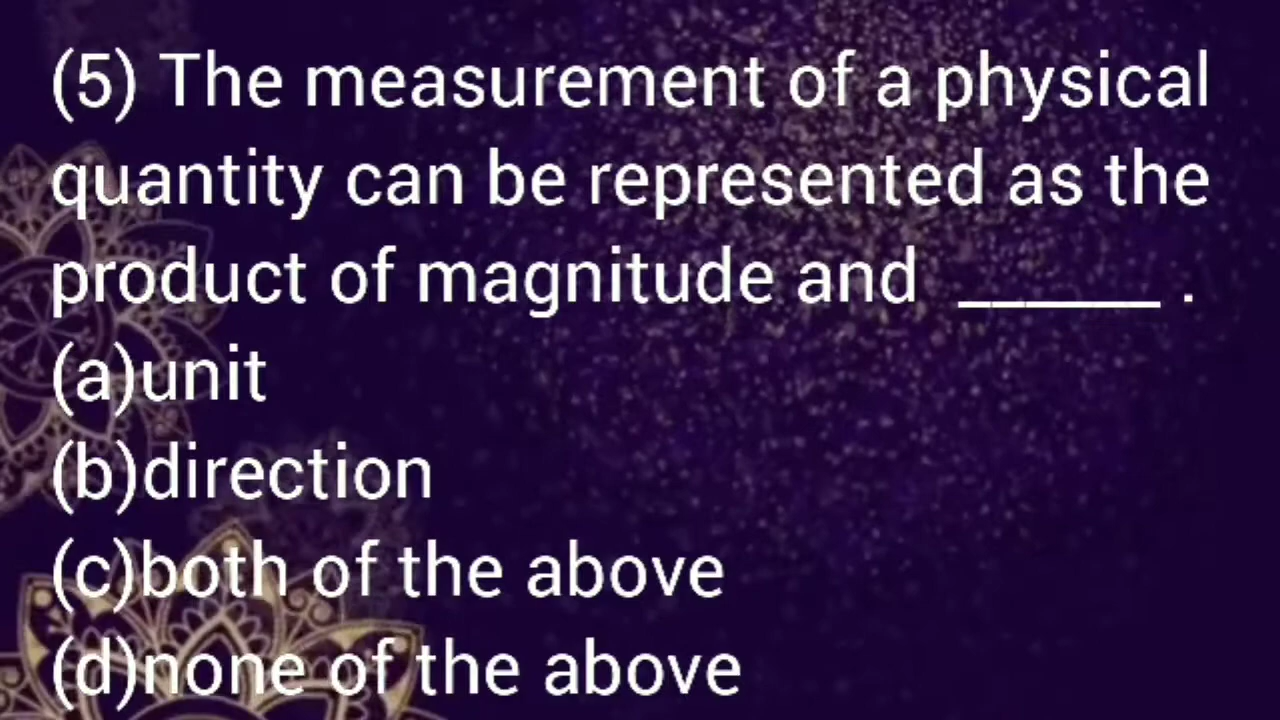 (5) The measurement of a physical
quantity can be represented as the
product of magnitude and ______ .
(a)unit
(b)direction
(c)both of the above
(d)none of the above